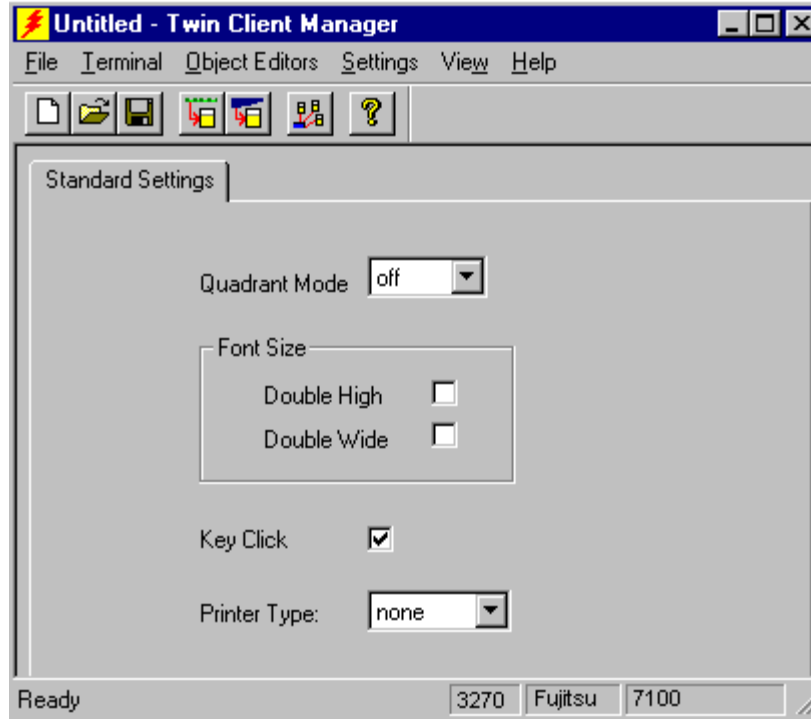 Untitled - Twin Client Manager
File Terminal Object Editors Settings View Help
Standard Settings
Quadrant Mode off
Font Size
Double High
Double Wide
Key Click
Printer Type: none
Ready 3270 Fujitsu 7100